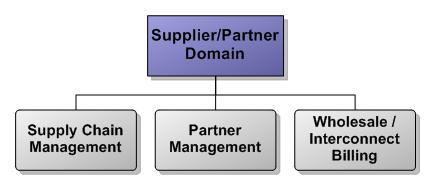 Supplier/Partner
Domain
Supply Chain
Management
Partner
Management
Wholesale /
Interconnect
Billing